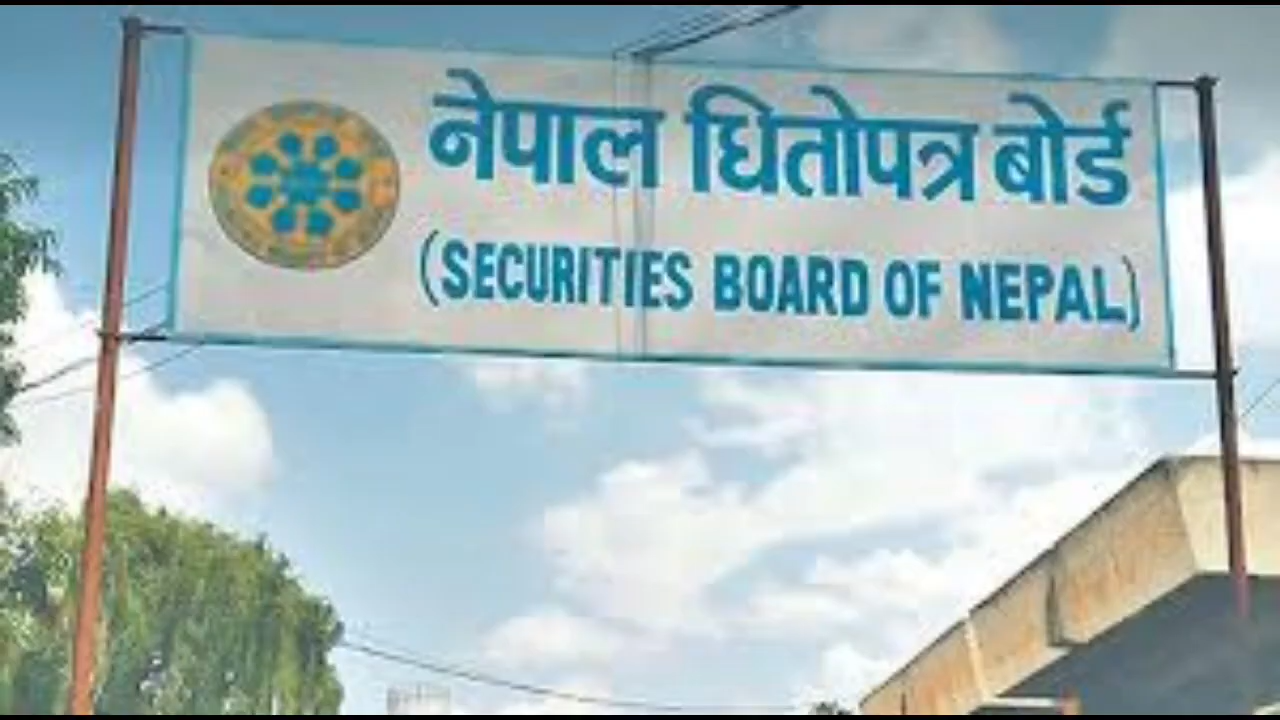 नेपाल धितोपत्र बोर्ड
(SECURITIES BOARD OF NEPAL)